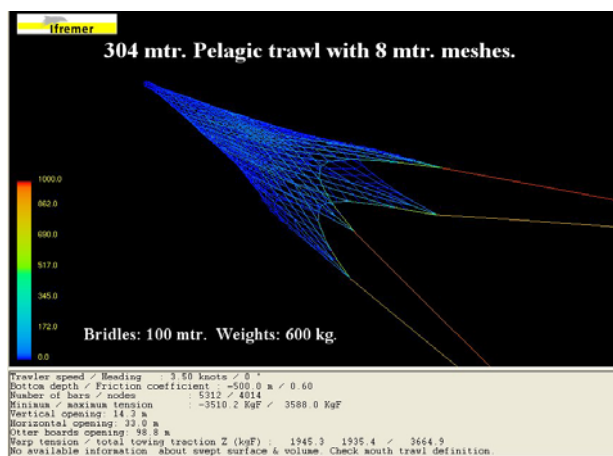 Ifremer
304 mtr. Pelagic trawl with 8 mtr. meshes.
1000.0
862.0
690.0
517.0
345.0
172.0
0.0
Bridles: 100 mtr. Weights: 600 kg.
Trawler speed / Heading : 3.50 knots / 0 °
Bottom depth / Friction coefficient : -500.0 m / 0.60
Number of bars / nodes : 5312 / 4014
Minimum / maximum tension : -3510.2 KgF / 3588.0 KgF
Vertical opening: 14.3 m
Horizontal opening: 33.0 m
Otter boards opening: 98.8 m
Warp tension / total towing traction Z (kgF) : 1945.3 1935.4 / 3664.9
No available information about swept surface & volume. Check mouth trawl definition.